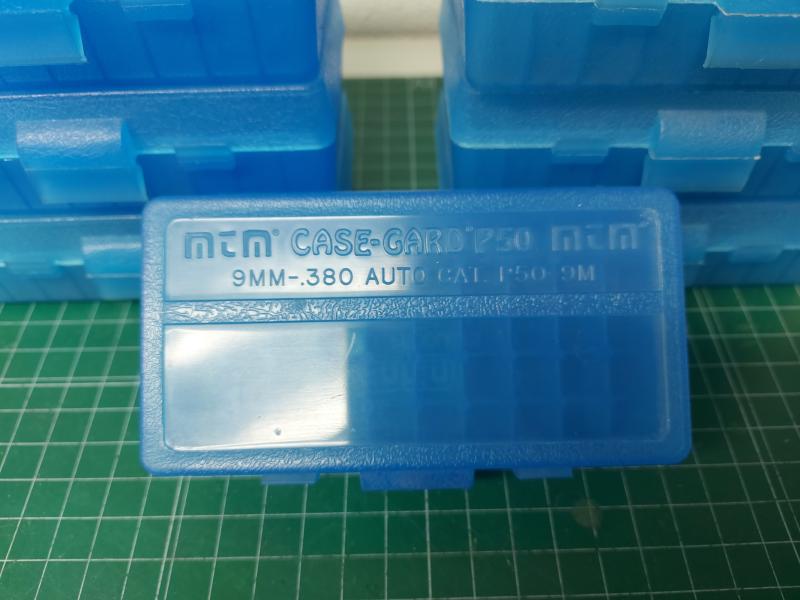 MTM® CASE-GARD® P50 MTM®
9MM-.380 AUTO CAT. P50-9M